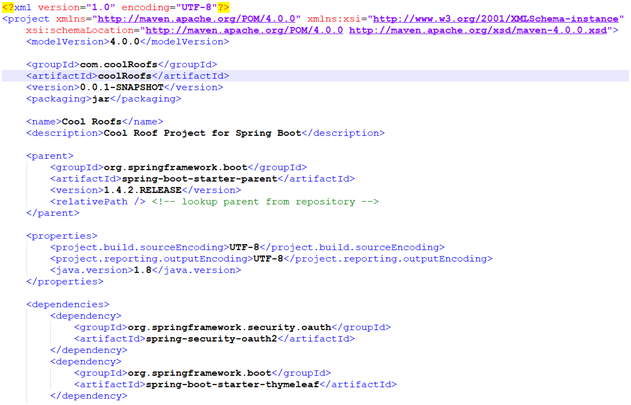 <?xml version="1.0" encoding="UTF-8"?>
<project xmlns="http://maven.apache.org/POM/4.0.0" xmlns:xsi="http://www.w3.org/2001/XMLSchema-instance"
xsi:schemaLocation="http://maven.apache.org/POM/4.0.0 http://maven.apache.org/xsd/maven-4.0.0.xsd">
<modelVersion>4.0.0</modelVersion>
<groupId>com.coolRoofs</groupId>
<artifactId>coolRoofs</artifactId>
<version>0.0.1-SNAPSHOT</version>
<packaging>jar</packaging>
<name>Cool Roofs</name>
<description>Cool Roof Project for Spring Boot</description>
<parent>
<groupId>org.springframework.boot</groupId>
<artifactId>spring-boot-starter-parent</artifactId>
<version>1.4.2.RELEASE</version>
<relativePath /> <!-- lookup parent from repository -->
</parent>
<properties>
<project.build.sourceEncoding>UTF-8</project.build.sourceEncoding>
<project.reporting.outputEncoding>UTF-8</project.reporting.outputEncoding>
<java.version>1.8</java.version>
</properties>
<dependencies>
<dependency>
<groupId>org.springframework.security.oauth</groupId>
<artifactId>spring-security-oauth2</artifactId>
</dependency>
<dependency>
<groupId>org.springframework.boot</groupId>
<artifactId>spring-boot-starter-thymeleaf</artifactId>
</dependency>